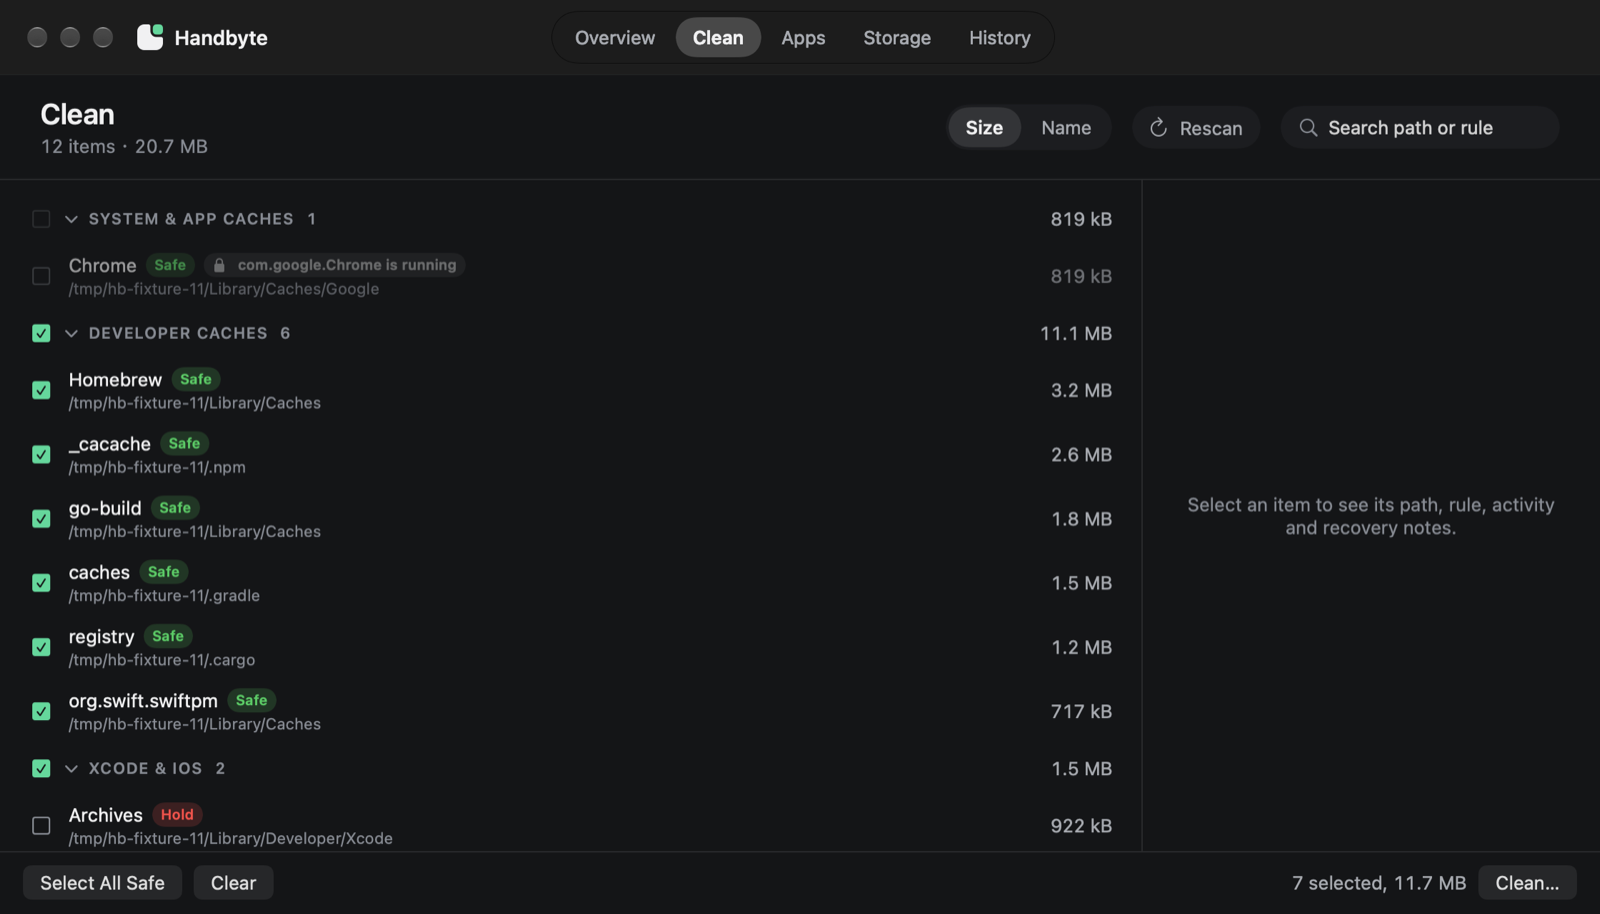 Handbyte
Overview
Clean
Apps
Storage
History
Clean
12 items · 20.7 MB
Size
Name
Rescan
Search path or rule
SYSTEM & APP CACHES 1
819 kB
Chrome Safe com.google.Chrome is running
/tmp/hb-fixture-11/Library/Caches/Google
819 kB
DEVELOPER CACHES 6
11.1 MB
Homebrew Safe
/tmp/hb-fixture-11/Library/Caches
3.2 MB
_cacache Safe
/tmp/hb-fixture-11/.npm
2.6 MB
go-build Safe
/tmp/hb-fixture-11/Library/Caches
1.8 MB
caches Safe
/tmp/hb-fixture-11/.gradle
1.5 MB
registry Safe
/tmp/hb-fixture-11/.cargo
1.2 MB
org.swift.swiftpm Safe
/tmp/hb-fixture-11/Library/Caches
717 kB
XCODE & IOS 2
1.5 MB
Archives Hold
/tmp/hb-fixture-11/Library/Developer/Xcode
922 kB
Select an item to see its path, rule, activity
and recovery notes.
Select All Safe
Clear
7 selected, 11.7 MB
Clean...